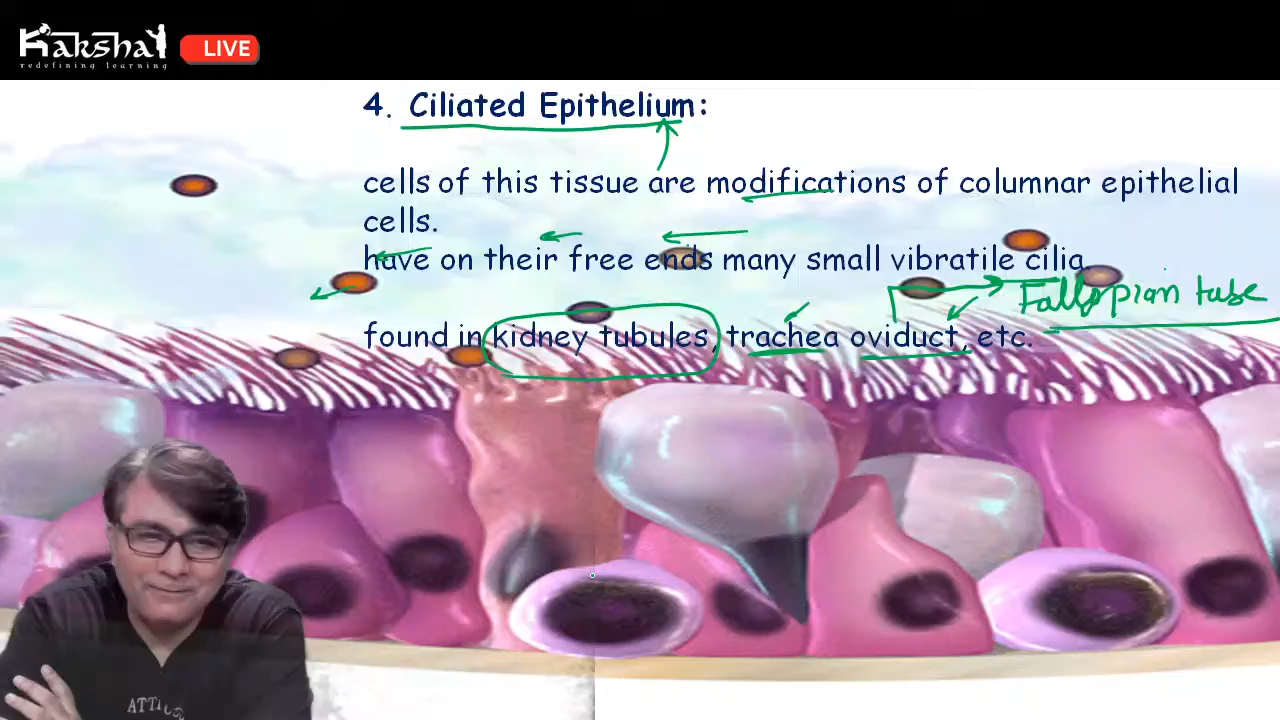 Kaksha
redefining learning
LIVE
4. Ciliated Epithelium:
cells of this tissue are modifications of columnar epithelial
cells.
have on their free ends many small vibratile cilia.
Fallopian tube
found in kidney tubules, trachea oviduct, etc.